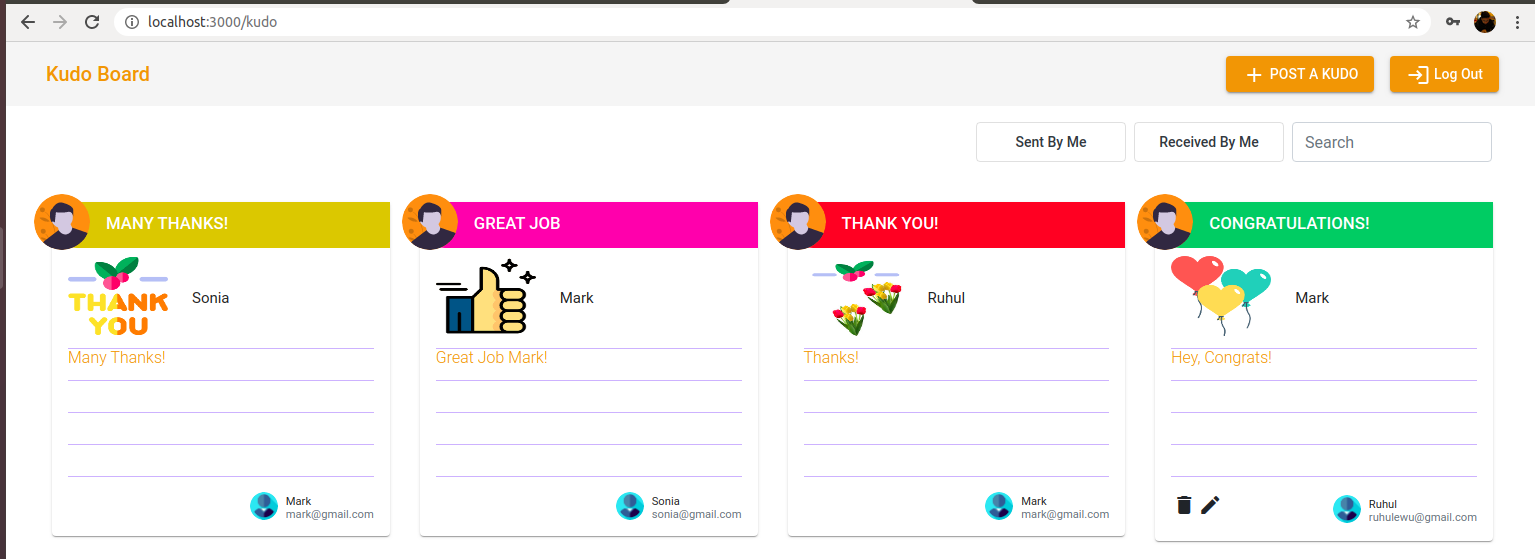 localhost:3000/kudo
Kudo Board
POST A KUDO
Log Out
Sent By Me
Received By Me
Search
MANY THANKS!
THANK
YOU
Sonia
Many Thanks!
Mark
mark@gmail.com
GREAT JOB
Mark
Great Job Mark!
Sonia
sonia@gmail.com
THANK YOU!
Ruhul
Thanks!
Mark
mark@gmail.com
CONGRATULATIONS!
Mark
Hey, Congrats!
Ruhul
ruhulewu@gmail.com